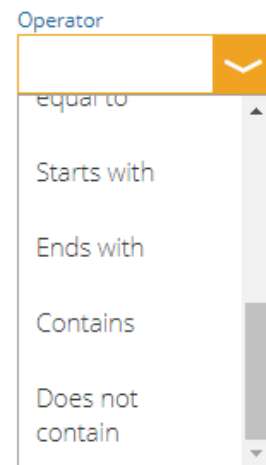 Operator
equal to
Starts with
Ends with
Contains
Does not
contain